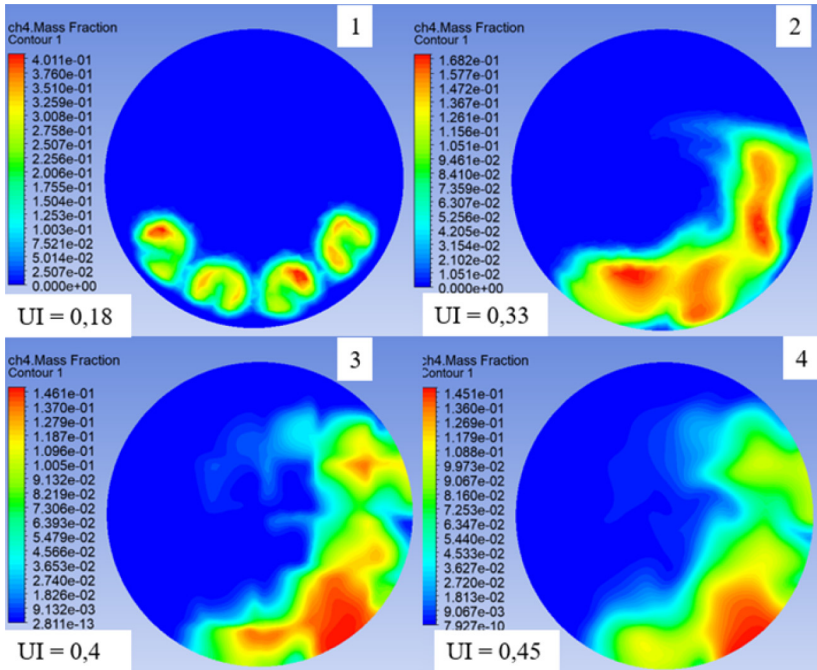 ch4.Mass Fraction
Contour 1
1
4.011e-01
3.760e-01
3.510e-01
3.259e-01
3.008e-01
2.758e-01
2.507e-01
2.256e-01
2.006e-01
1.755e-01
1.504e-01
1.253e-01
1.003e-01
7.521e-02
5.014e-02
2.507e-02
0.000e+00
UI = 0,18
ch4.Mass Fraction
Contour 1
2
1.682e-01
1.577e-01
1.472e-01
1.367e-01
1.261e-01
1.156e-01
1.051e-01
9.461e-02
8.410e-02
7.359e-02
6.307e-02
5.256e-02
4.205e-02
3.154e-02
2.102e-02
1.051e-02
0.000e+00
UI = 0,33
ch4.Mass Fraction
Contour 1
3
1.461e-01
1.370e-01
1.279e-01
1.187e-01
1.096e-01
1.005e-01
9.132e-02
8.219e-02
7.306e-02
6.393e-02
5.479e-02
4.566e-02
3.653e-02
2.740e-02
1.826e-02
9.132e-03
2.811e-13
UI = 0,4
ch4.Mass Fraction
Contour 1
4
1.451e-01
1.360e-01
1.269e-01
1.179e-01
1.088e-01
9.973e-02
9.067e-02
8.160e-02
7.253e-02
6.347e-02
5.440e-02
4.533e-02
3.627e-02
2.720e-02
1.813e-02
9.067e-03
7.927e-10
UI = 0,45